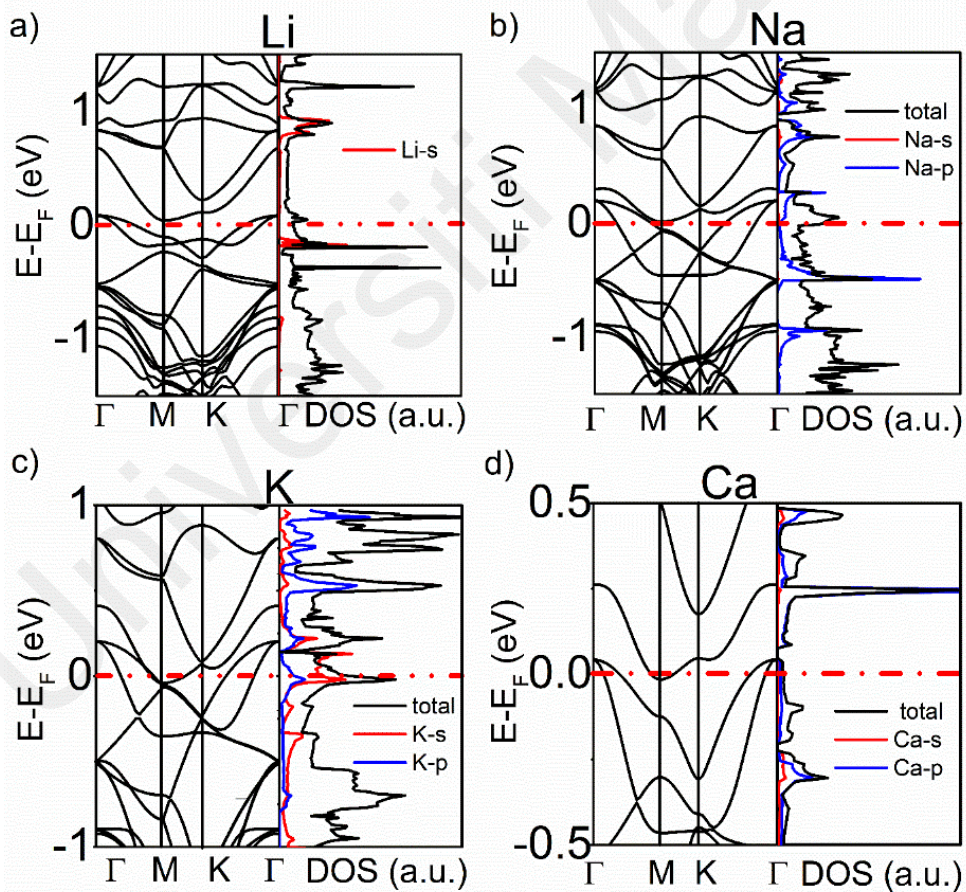 a)
Li
1
0
-1
E-E_F (eV)
Γ M K Γ DOS (a.u.)
Li-s
b)
Na
1
0
-1
E-E_F (eV)
Γ M K Γ DOS (a.u.)
total
Na-s
Na-p
c)
K
1
0
-1
E-E_F (eV)
Γ M K Γ DOS (a.u.)
total
K-s
K-p
d)
Ca
0.5
0.0
-0.5
E-E_F (eV)
Γ M K Γ DOS (a.u.)
total
Ca-s
Ca-p
Universiti